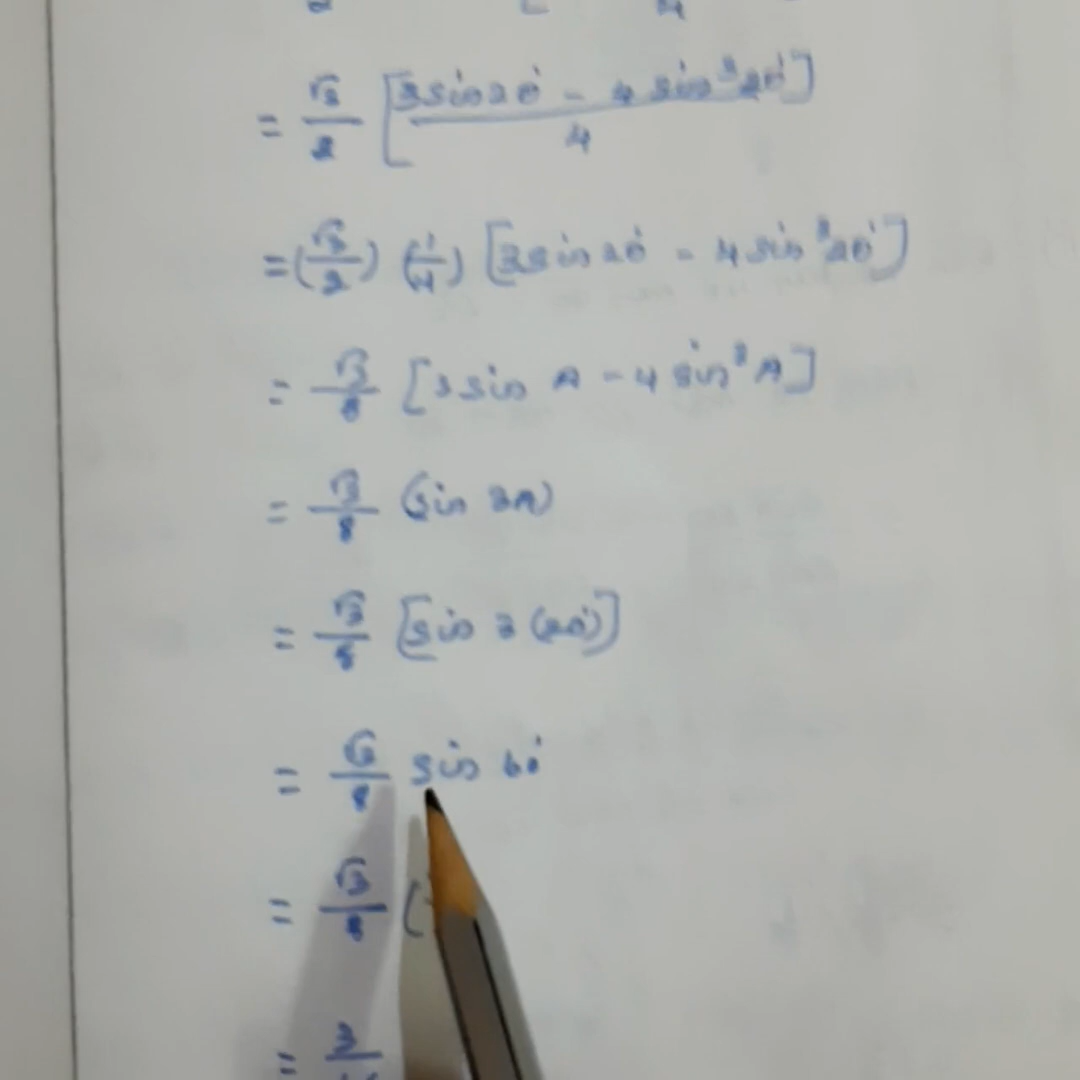 = √3/2 [3sin20° - 4sin³20°]/4
= (√3/2) (1/4) [3sin20° - 4sin³20°]
= √3/8 [3sin A - 4sin³A]
= √3/8 (sin 3A)
= √3/8 [sin 3(20°)]
= √3/8 sin 60°
= √3/8 (
= 3/